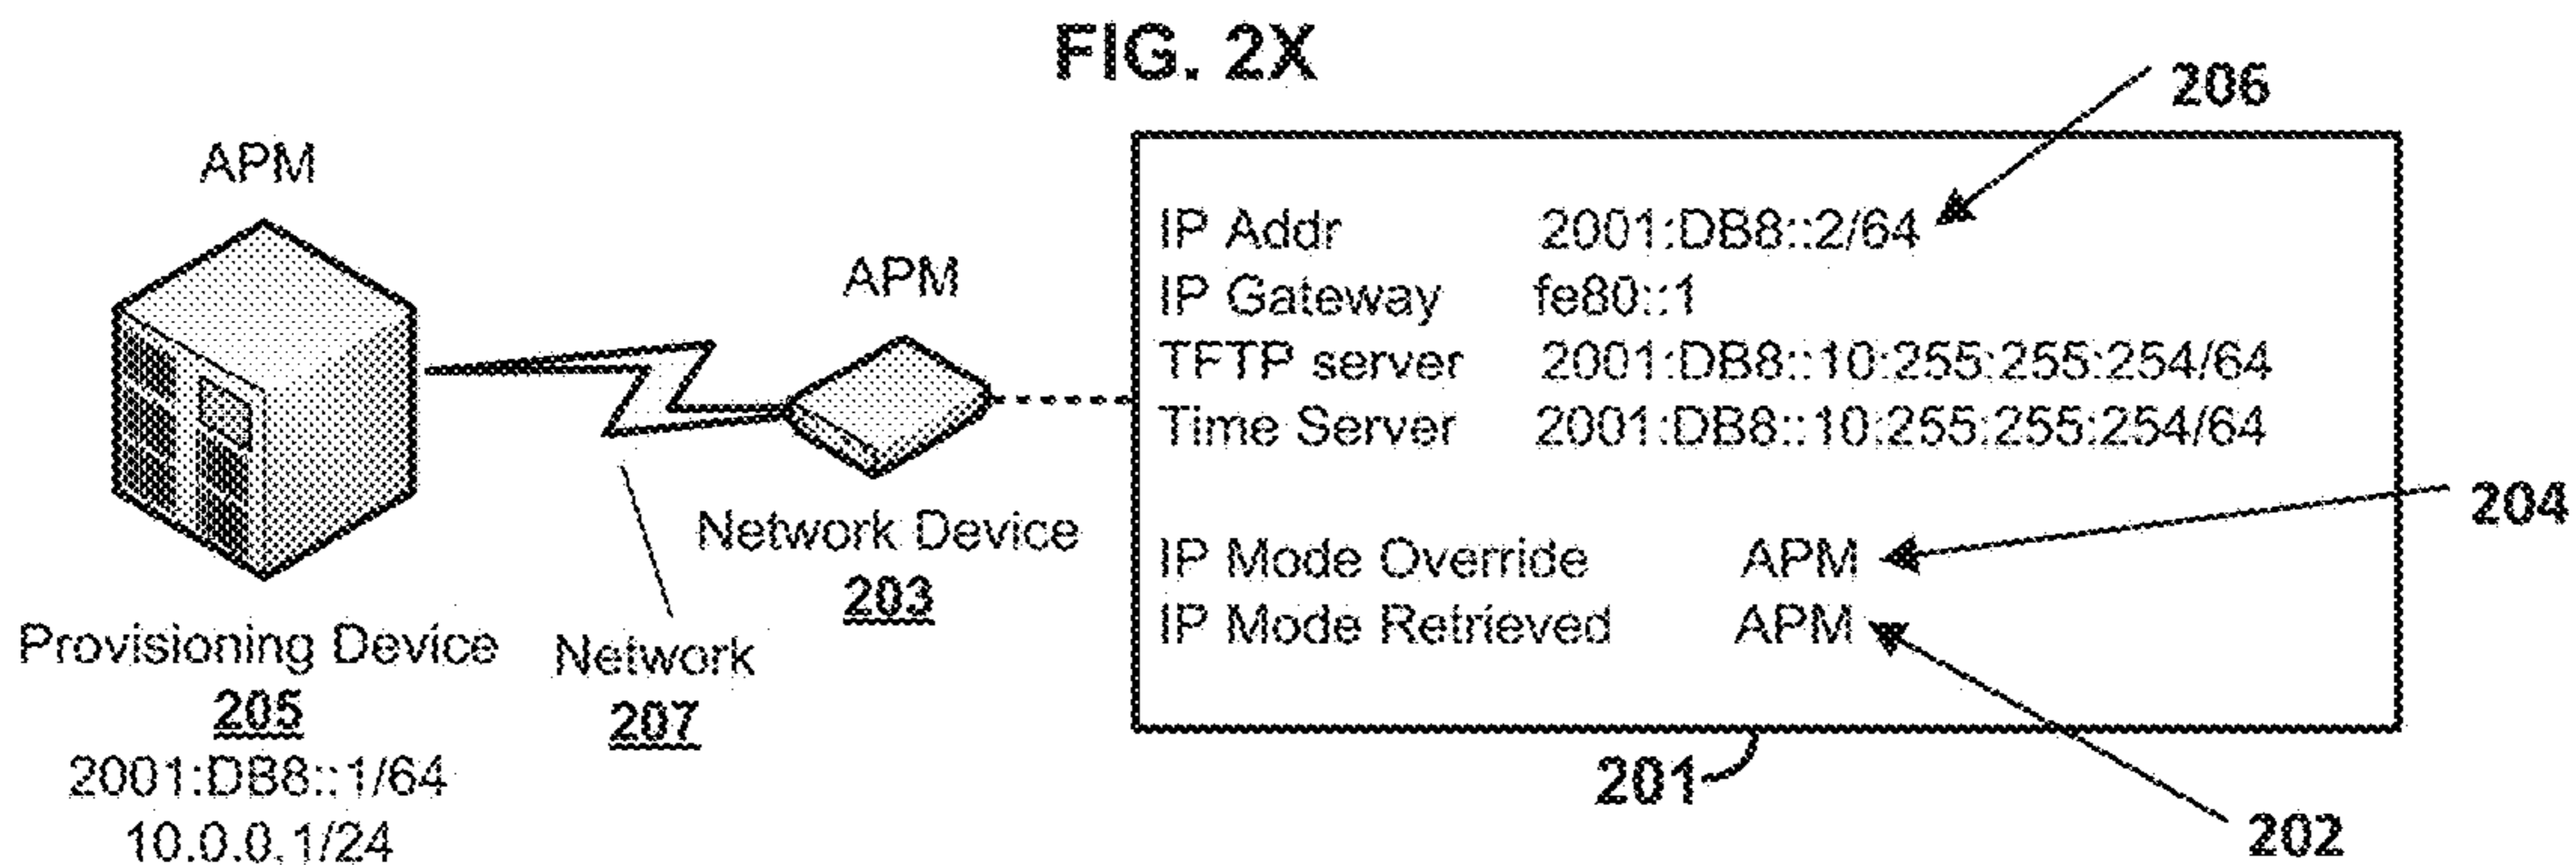 FIG. 2X
206
APM
IP Addr 2001:DB8::2/64
APM
IP Gateway fe80::1
TFTP server 2001:DB8::10:255:255:254/64
Time Server 2001:DB8::10:255:255:254/64
204
Network Device
203
IP Mode Override APM
IP Mode Retrieved APM
Provisioning Device
205
2001:DB8::1/64
10.0.0.1/24
Network
207
201
202